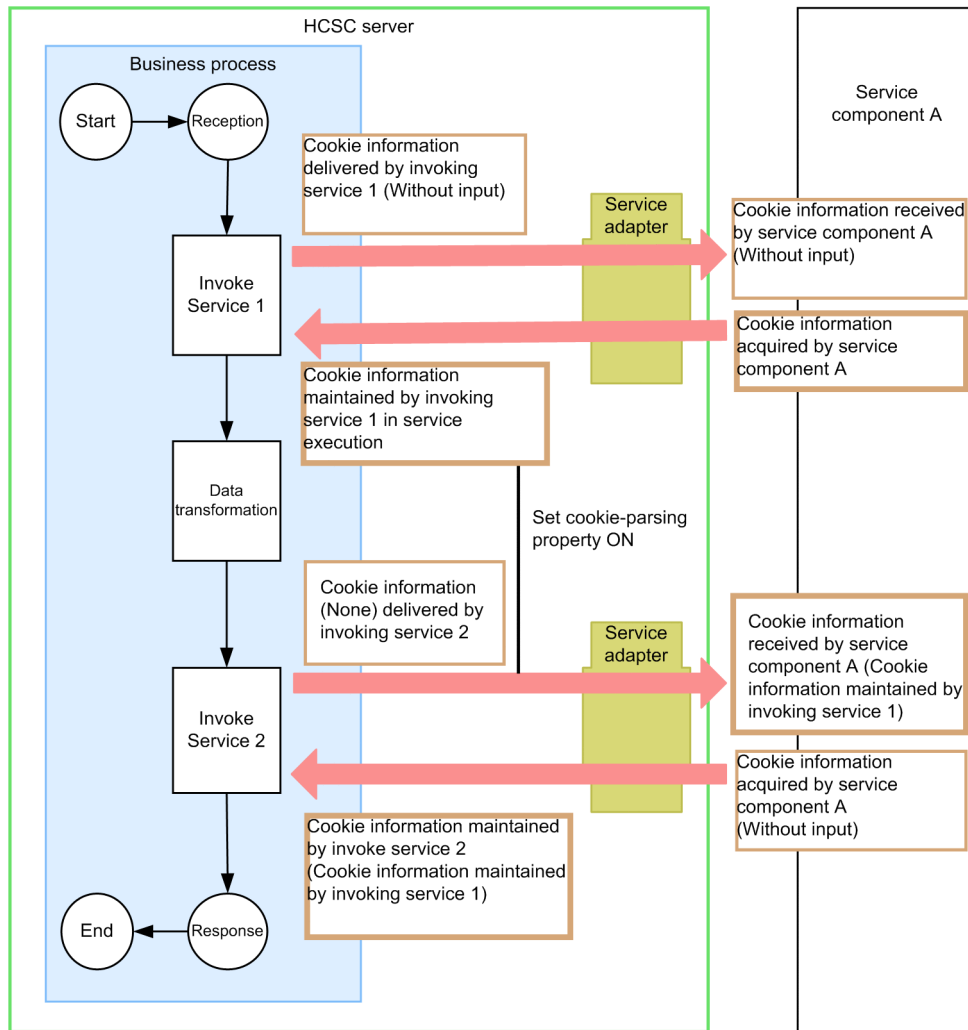 HCSC server
Business process
Start
Reception
Cookie information
delivered by invoking
service 1 (Without input)
Service
adapter
Service
component A
Cookie information received
by service component A
(Without input)
Invoke
Service 1
Cookie information
acquired by service
component A
Cookie information
maintained by invoking
service 1 in service
execution
Data
transformation
Set cookie-parsing
property ON
Cookie information
(None) delivered by
invoking service 2
Service
adapter
Cookie information
received by service
component A (Cookie
information maintained by
invoking service 1)
Invoke
Service 2
Cookie information
acquired by service
component A
(Without input)
Cookie information maintained
by invoke service 2
(Cookie information maintained
by invoking service 1)
End
Response